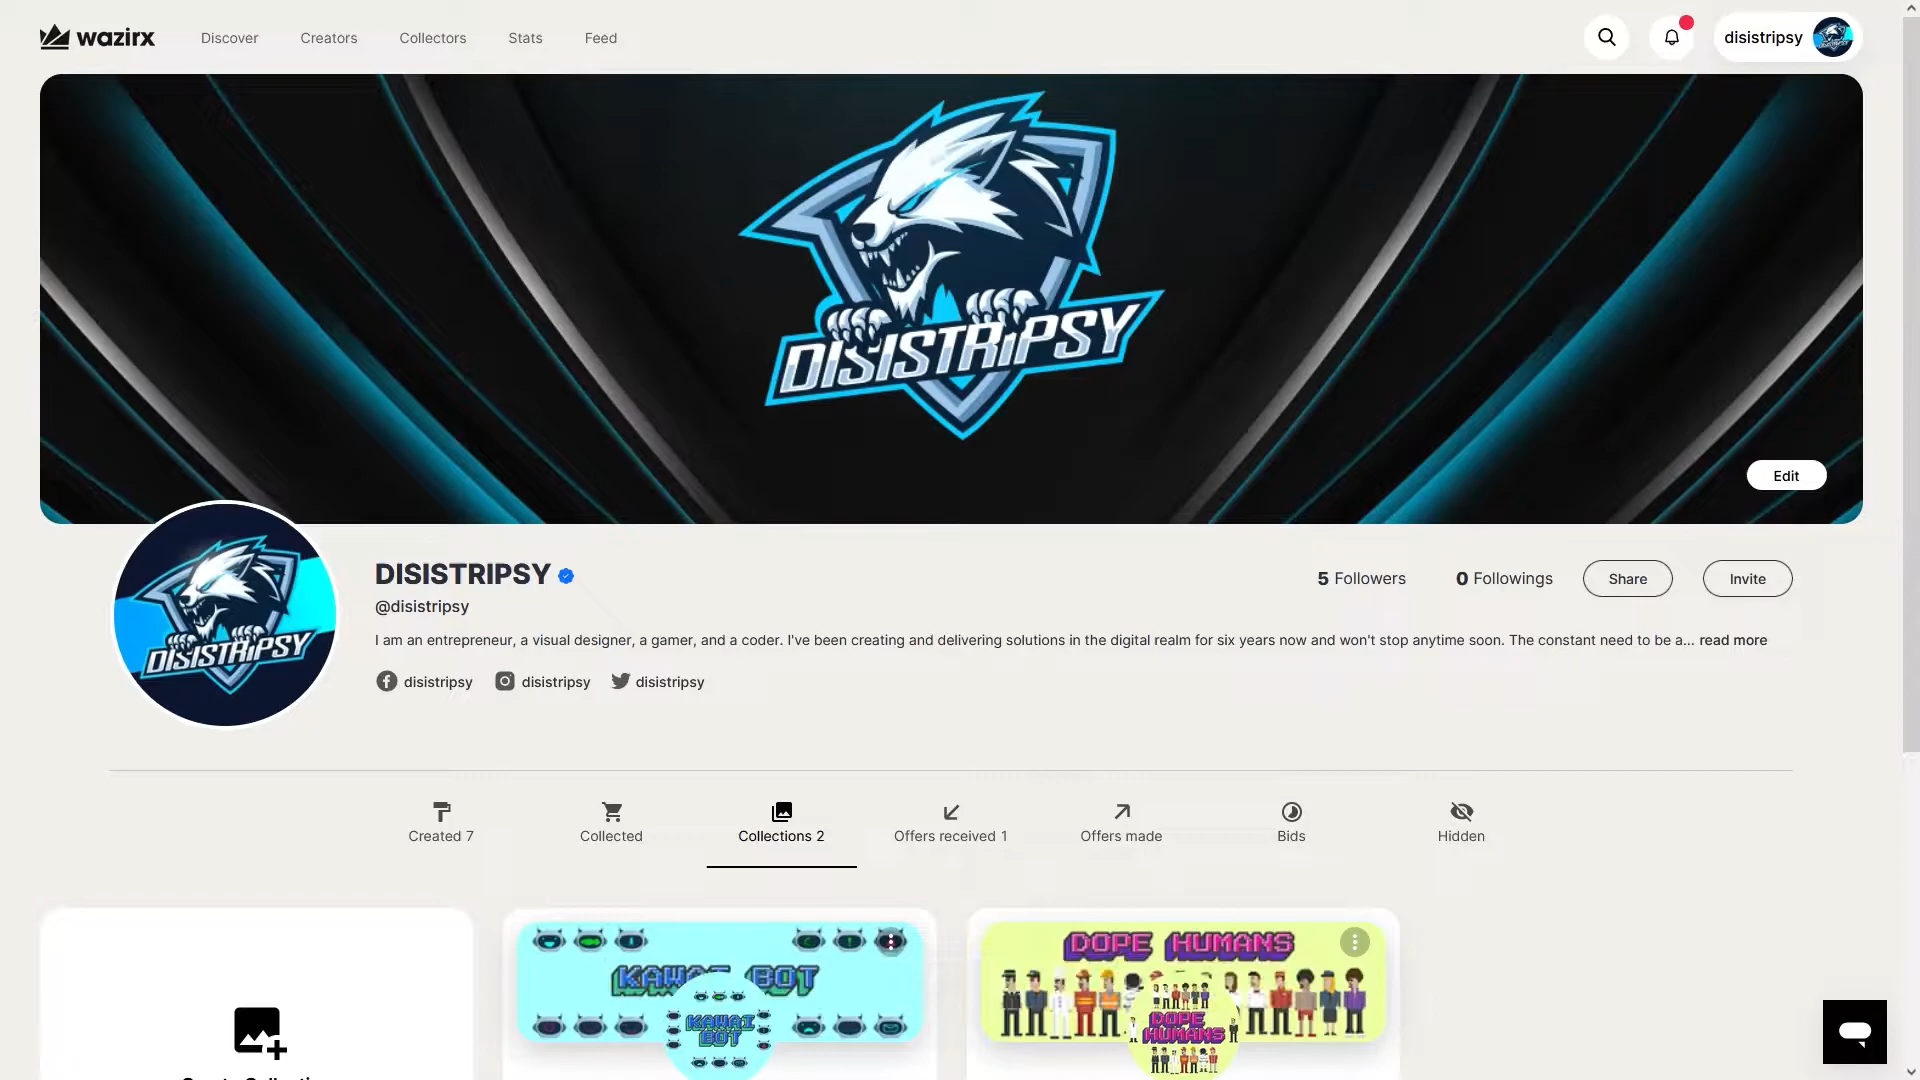 wazirx Discover Creators Collectors Stats Feed disistripsy
DISISTRIPSY
Edit
DISISTRIPSY
DISISTRIPSY 5 Followers 0 Followings Share Invite
@disistripsy
I am an entrepreneur, a visual designer, a gamer, and a coder. I've been creating and delivering solutions in the digital realm for six years now and won't stop anytime soon. The constant need to be a... read more
disistripsy disistripsy disistripsy
Created 7 Collected Collections 2 Offers received 1 Offers made Bids Hidden
DOPE HUMANS
KAWAI BOT
KAWAI
BOT
DOPE
HUMANS